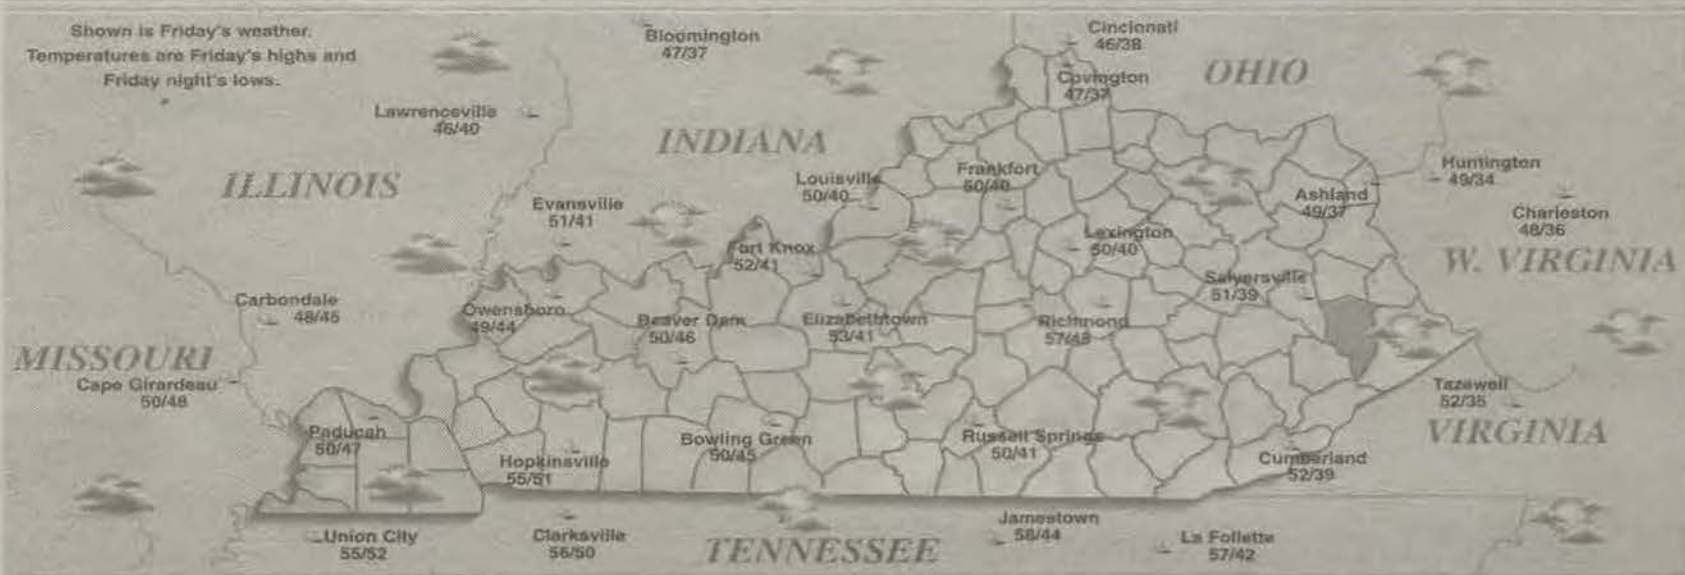 Shown is Friday's weather.
Temperatures are Friday's highs and
Friday night's lows.
Bloomington
47/37
Cincinnati
46/38
Covington
47/37
OHIO
Lawrenceville
46/40
INDIANA
ILLINOIS
Louisville
50/40
Frankfort
50/40
Huntington
49/34
Ashland
49/37
Charleston
48/36
Evansville
51/41
Fort Knox
52/41
Lexington
50/40
W. VIRGINIA
Salyersville
51/39
Carbondale
48/45
Owensboro
49/44
Beaver Dam
50/46
Elizabethtown
53/41
Richmond
57/48
MISSOURI
Cape Girardeau
50/48
Tazewell
52/35
VIRGINIA
Paducah
50/47
Bowling Green
50/45
Russell Springs
50/41
Hopkinsville
55/51
Cumberland
52/39
Union City
55/52
Clarksville
56/50
TENNESSEE
Jamestown
58/44
La Follette
57/42